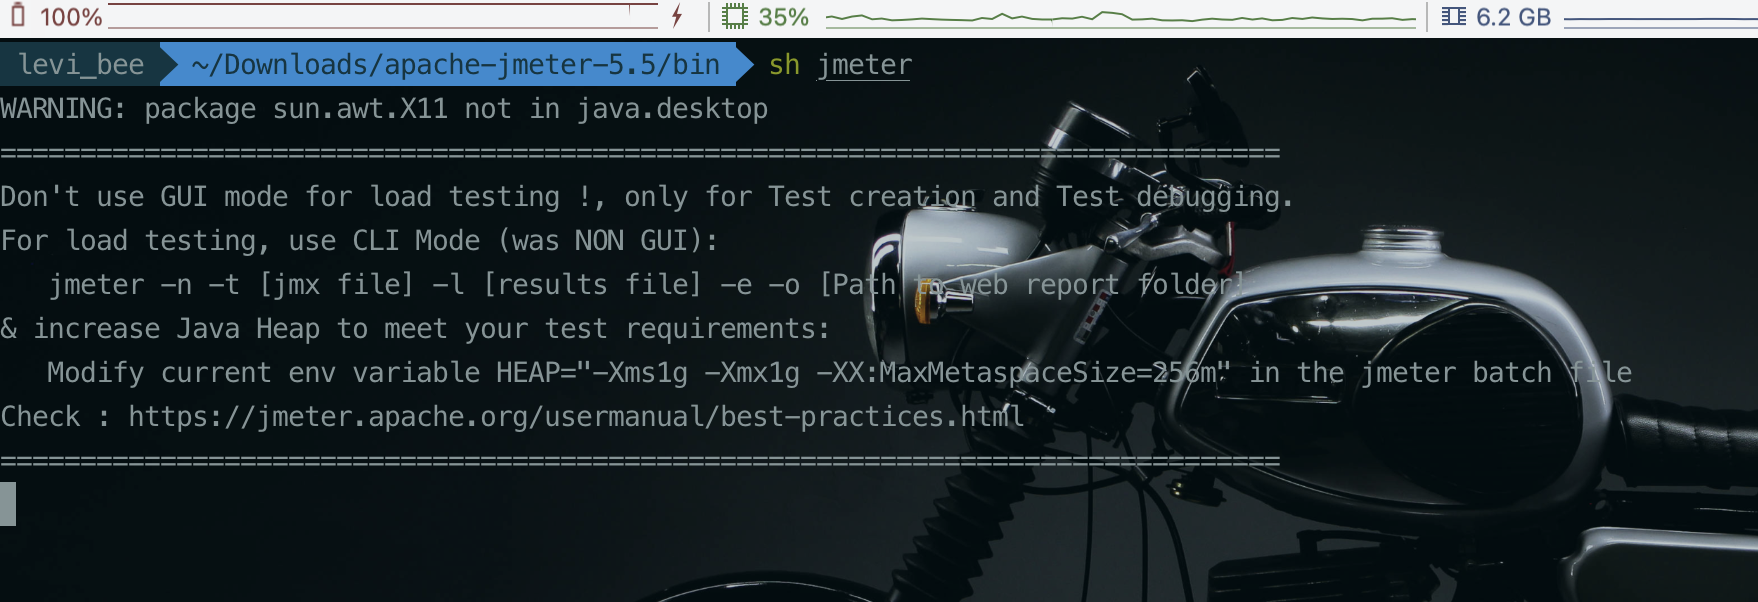 100%
35%
6.2 GB
levi_bee ~/Downloads/apache-jmeter-5.5/bin sh jmeter
WARNING: package sun.awt.X11 not in java.desktop
================================================================================
Don't use GUI mode for load testing !, only for Test creation and Test debugging.
For load testing, use CLI Mode (was NON GUI):
   jmeter -n -t [jmx file] -l [results file] -e -o [Path to web report folder]
& increase Java Heap to meet your test requirements:
   Modify current env variable HEAP="-Xms1g -Xmx1g -XX:MaxMetaspaceSize=256m" in the jmeter batch file
Check : https://jmeter.apache.org/usermanual/best-practices.html
================================================================================